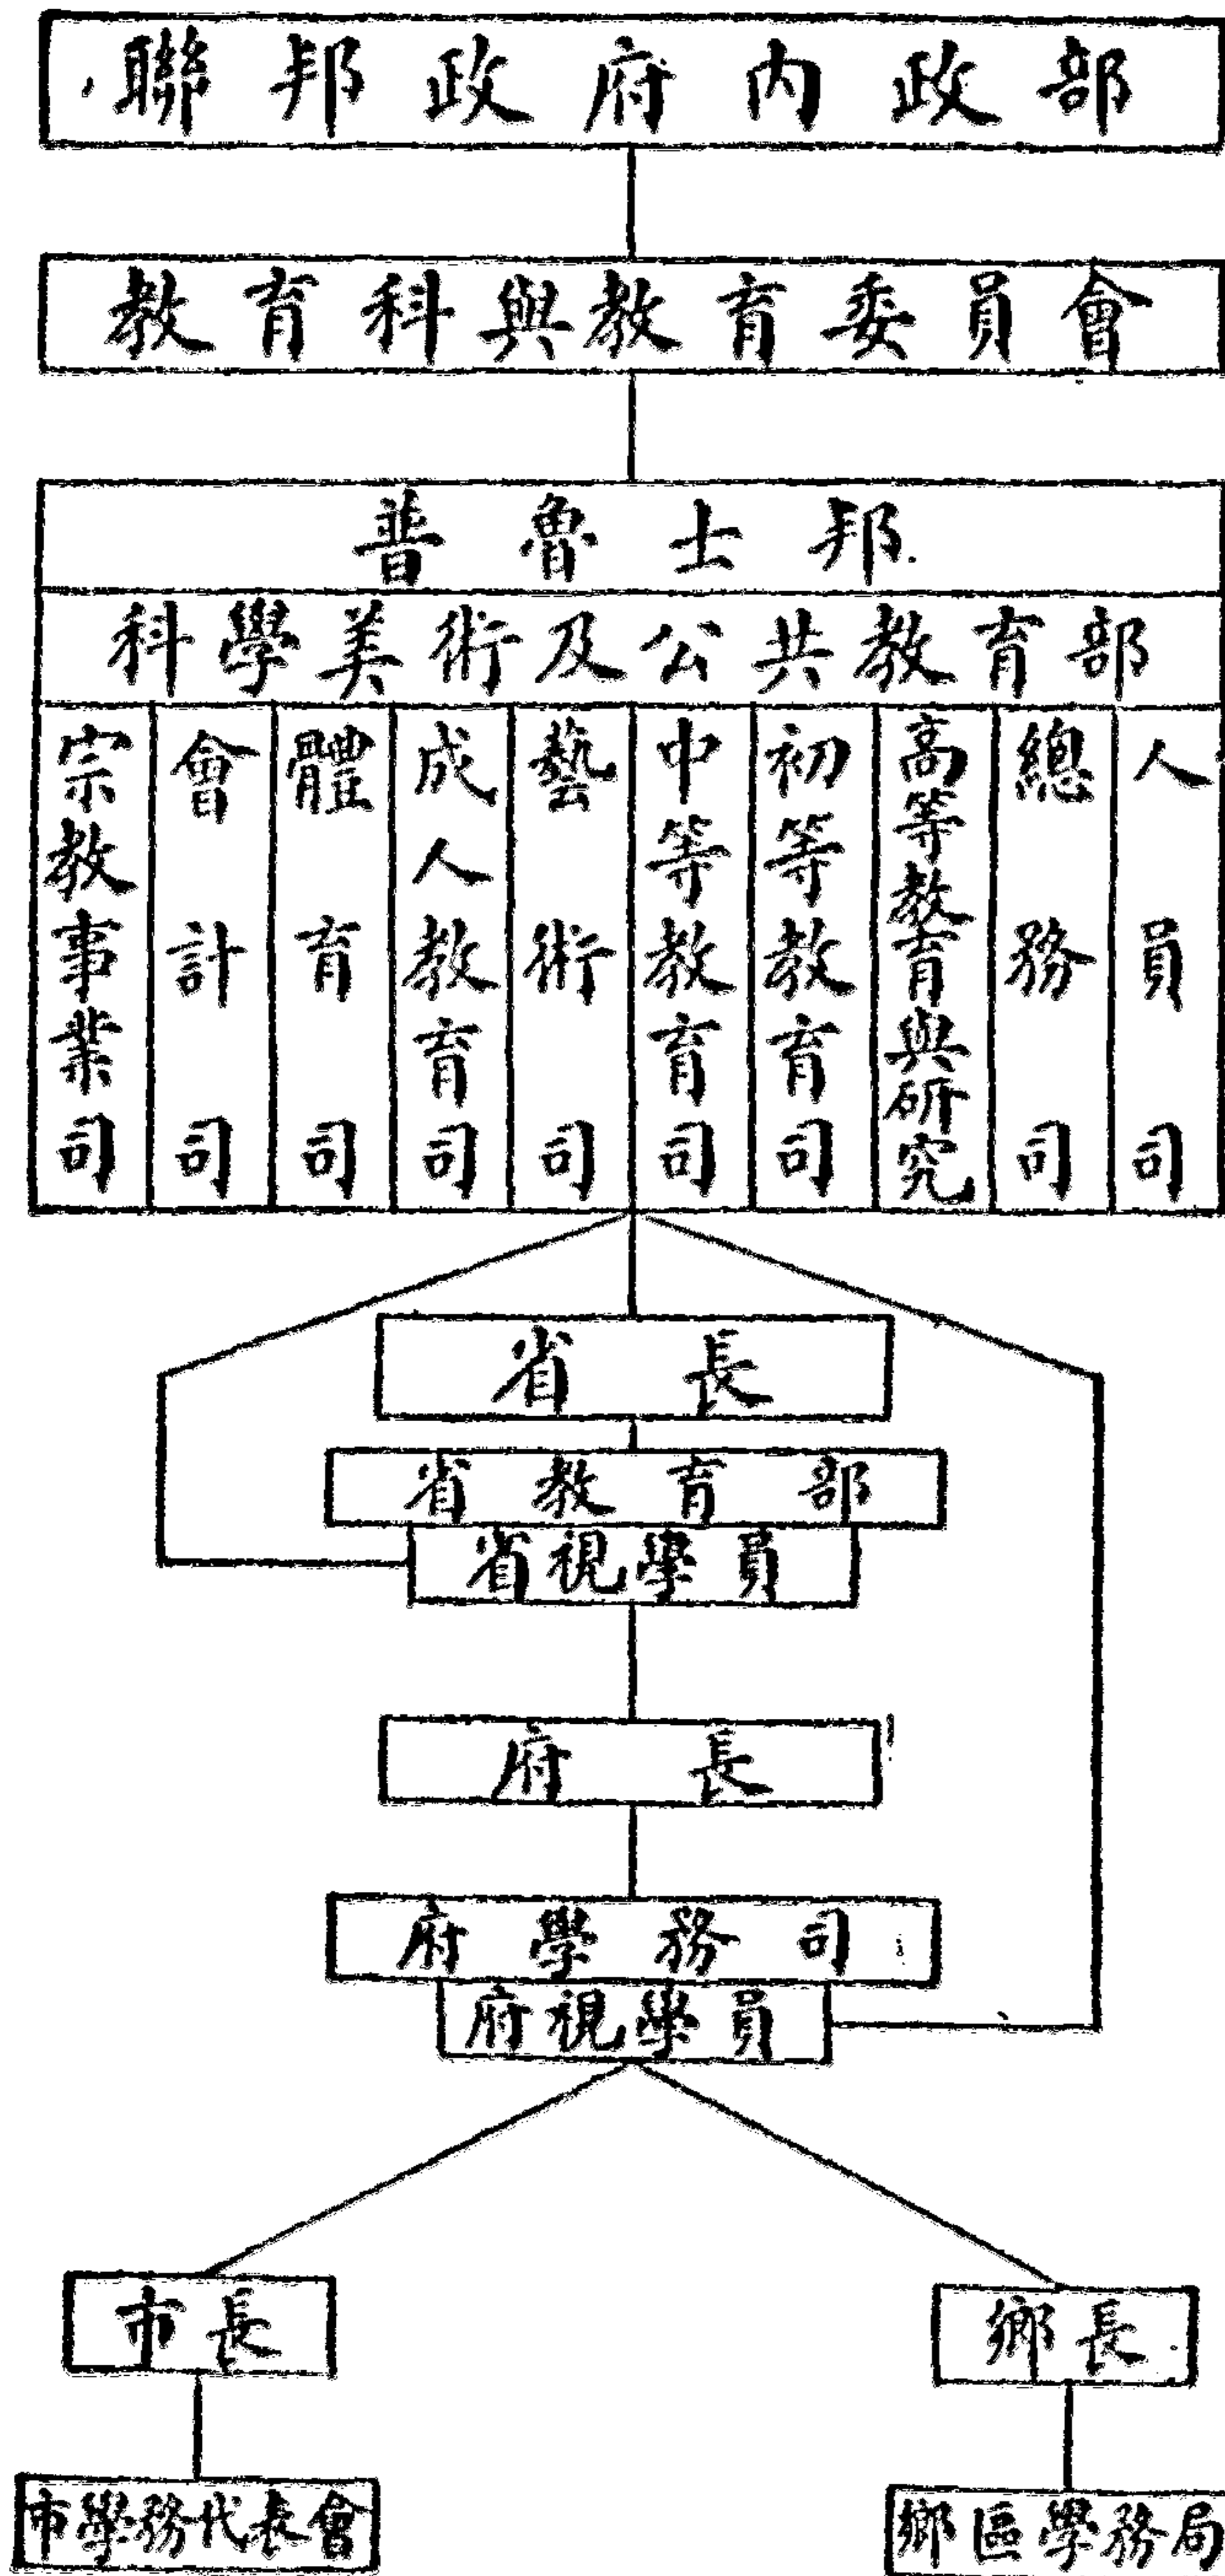 聯邦政府內政部
教育科與教育委員會
普魯士邦
科學美術及公共教育部
宗教事業司
會計司
體育司
成人教育司
藝術司
中等教育司
初等教育司
高等教育與研究
總務司
人員司
省長
省教育部
省視學員
府長
府學務司
府視學員
市長
鄉長
市學務代表會
鄉區學務局